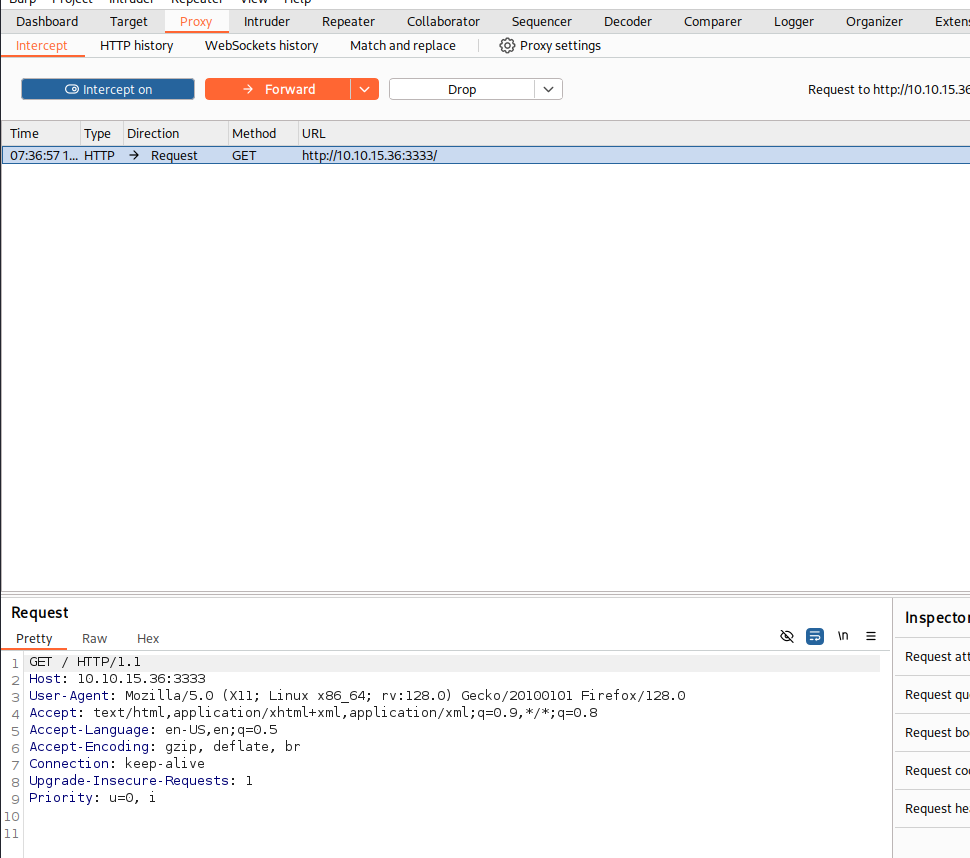 Burp Project Intruder Repeater View Help
Dashboard Target Proxy Intruder Repeater Collaborator Sequencer Decoder Comparer Logger Organizer Extens
Intercept HTTP history WebSockets history Match and replace Proxy settings
Intercept on → Forward Drop Request to http://10.10.15.36
Time Type Direction Method URL
07:36:57 1... HTTP → Request GET http://10.10.15.36:3333/
Request
Inspector
Pretty Raw Hex \n
1 GET / HTTP/1.1
2 Host: 10.10.15.36:3333
3 User-Agent: Mozilla/5.0 (X11; Linux x86_64; rv:128.0) Gecko/20100101 Firefox/128.0
4 Accept: text/html,application/xhtml+xml,application/xml;q=0.9,*/*;q=0.8
5 Accept-Language: en-US,en;q=0.5
6 Accept-Encoding: gzip, deflate, br
7 Connection: keep-alive
8 Upgrade-Insecure-Requests: 1
9 Priority: u=0, i
10
11
Request att
Request qu
Request bo
Request coo
Request hea